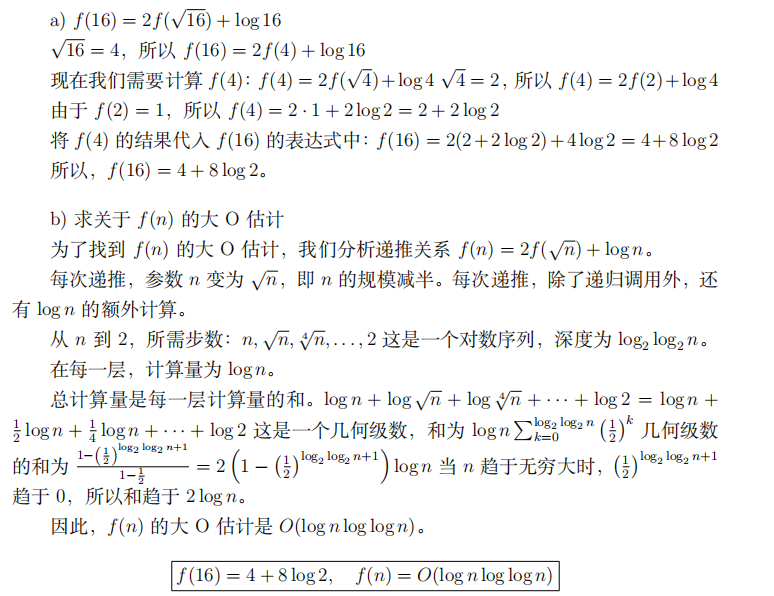 a) f(16) = 2f(√16) + log 16
√16 = 4，所以 f(16) = 2f(4) + log 16
现在我们需要计算 f(4)：f(4) = 2f(√4) + log 4 √4 = 2，所以 f(4) = 2f(2) + log 4
由于 f(2) = 1，所以 f(4) = 2 · 1 + 2 log 2 = 2 + 2 log 2
将 f(4) 的结果代入 f(16) 的表达式中：f(16) = 2(2 + 2 log 2) + 4 log 2 = 4 + 8 log 2
所以，f(16) = 4 + 8 log 2。
b) 求关于 f(n) 的大 O 估计
为了找到 f(n) 的大 O 估计，我们分析递推关系 f(n) = 2f(√n) + log n。
每次递推，参数 n 变为 √n，即 n 的规模减半。每次递推，除了递归调用外，还
有 log n 的额外计算。
从 n 到 2，所需步数：n, √n, ∜n, . . . , 2 这是一个对数序列，深度为 log₂ log₂ n。
在每一层，计算量为 log n。
总计算量是每一层计算量的和。log n + log √n + log ∜n + · · · + log 2 = log n +
½ log n + ¼ log n + · · · + log 2 这是一个几何级数，和为 log n ∑_{k=0}^{log₂ log₂ n} (½)^k 几何级数
的和为 (1−(½)^{log₂ log₂ n+1})/(1−½) = 2 (1 − (½)^{log₂ log₂ n+1}) log n 当 n 趋于无穷大时，(½)^{log₂ log₂ n+1}
趋于 0，所以和趋于 2 log n。
因此，f(n) 的大 O 估计是 O(log n log log n)。
f(16) = 4 + 8 log 2, f(n) = O(log n log log n)